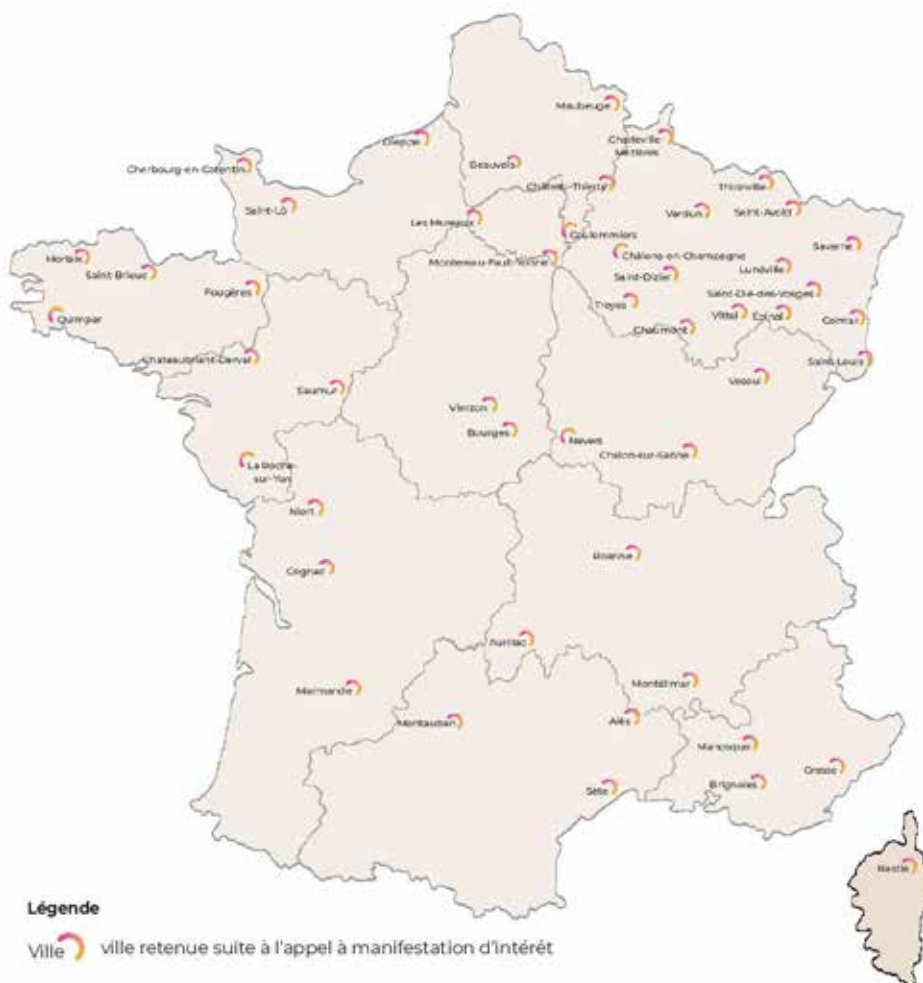 Maubeuge
Charleville-
Mézières
Dieppe
Beauvais
Cherbourg-en-Cotentin
Château-Thierry
Thionville
Saint-Lô
Verdun
Saint-Avold
Les Mureaux
Coulommiers
Saverne
Morlaix
Montereau-Fault-Yonne
Châlons-en-Champagne
Lunéville
Saint-Brieuc
Saint-Dizier
Fougères
Saint-Dié-des-Vosges
Troyes
Quimper
Vittel
Épinal
Colmar
Chaumont
Chateaubriant-Derval
Saint-Louis
Vesoul
Saumur
Vierzon
Bourges
Nevers
Chalon-sur-Saône
La Roche-
sur-Yon
Niort
Roanne
Cognac
Aurillac
Montélimar
Marmande
Montauban
Alès
Manosque
Grasse
Brignoles
Sète
Bastia
Légende
Ville ville retenue suite à l'appel à manifestation d'intérêt